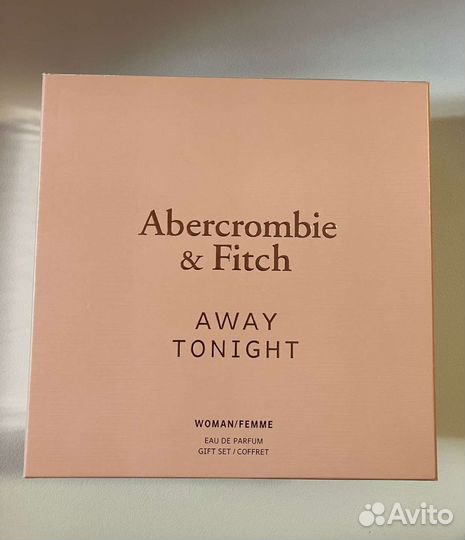 Abercrombie
& Fitch
AWAY
TONIGHT
WOMAN/FEMME
EAU DE PARFUM
GIFT SET / COFFRET
Avito